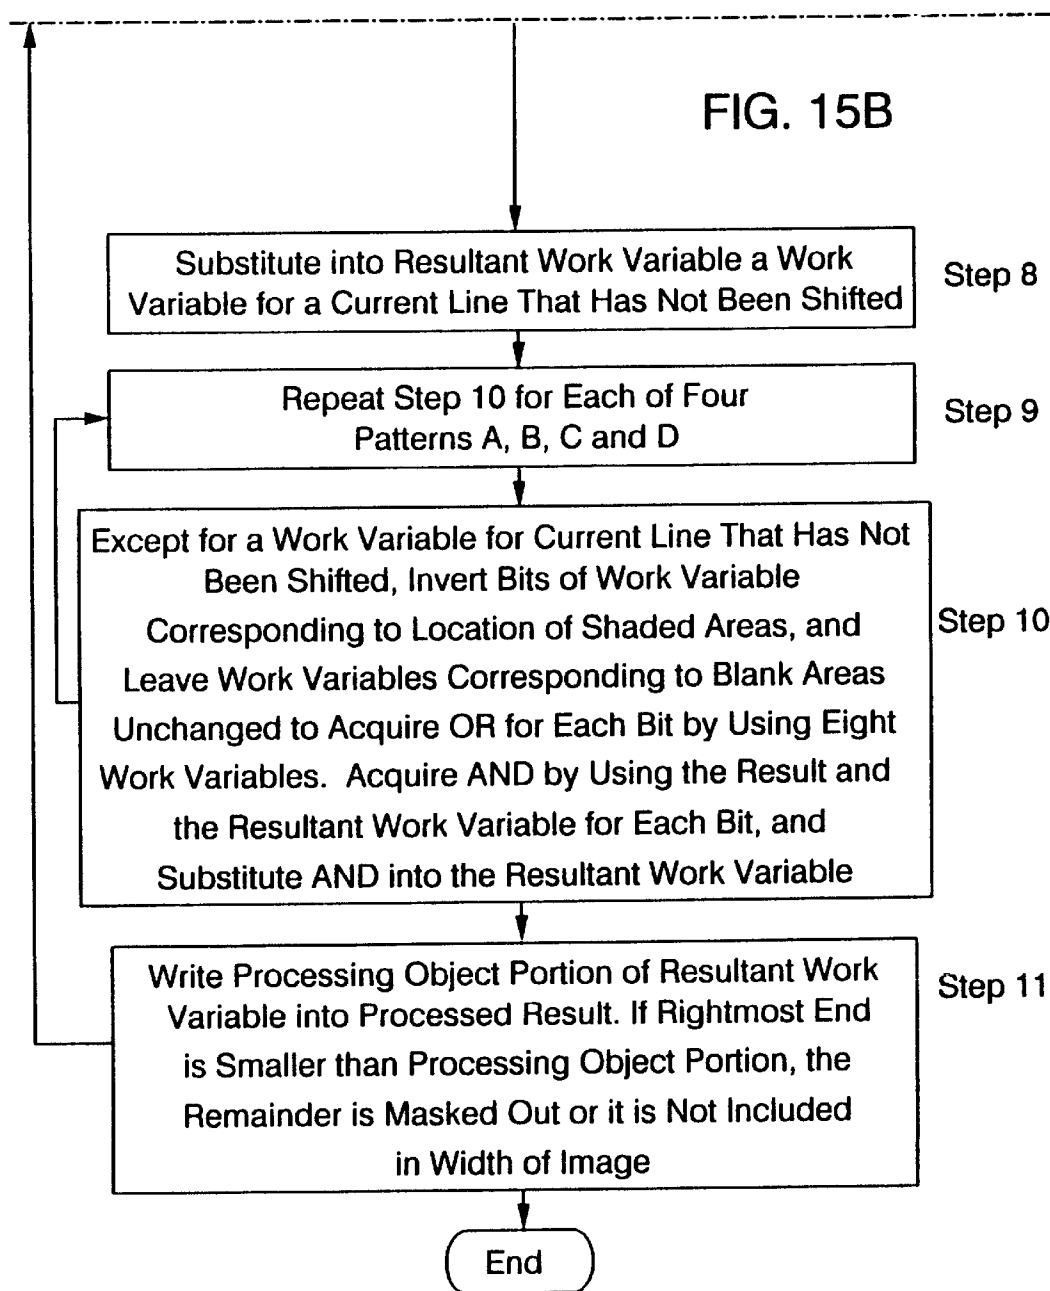 FIG. 15B
Substitute into Resultant Work Variable a Work
Variable for a Current Line That Has Not Been Shifted
Step 8
Repeat Step 10 for Each of Four
Patterns A, B, C and D
Step 9
Except for a Work Variable for Current Line That Has Not
Been Shifted, Invert Bits of Work Variable
Corresponding to Location of Shaded Areas, and
Leave Work Variables Corresponding to Blank Areas
Unchanged to Acquire OR for Each Bit by Using Eight
Work Variables. Acquire AND by Using the Result and
the Resultant Work Variable for Each Bit, and
Substitute AND into the Resultant Work Variable
Step 10
Write Processing Object Portion of Resultant Work
Variable into Processed Result. If Rightmost End
is Smaller than Processing Object Portion, the
Remainder is Masked Out or it is Not Included
in Width of Image
Step 11
End